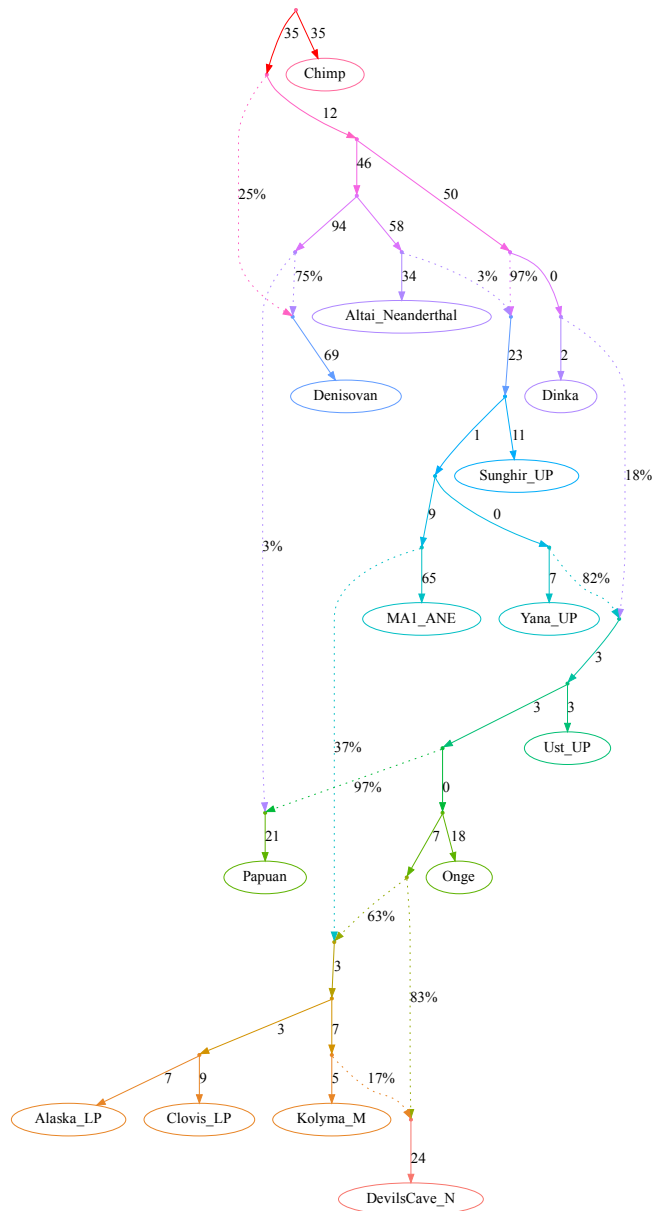 35 35
Chimp
12
46
25%
50
94 58
75% 3% 97% 0
34
Altai_Neanderthal
69 23 2
Denisovan Dinka
1 11
Sunghir_UP 18%
9 0
3%
65 7 82%
MA1_ANE Yana_UP
3
3 3
37% Ust_UP
97% 0
21 7 18
Papuan Onge
63%
3
83%
3 7
7 9 5 17%
Alaska_LP Clovis_LP Kolyma_M
24
DevilsCave_N